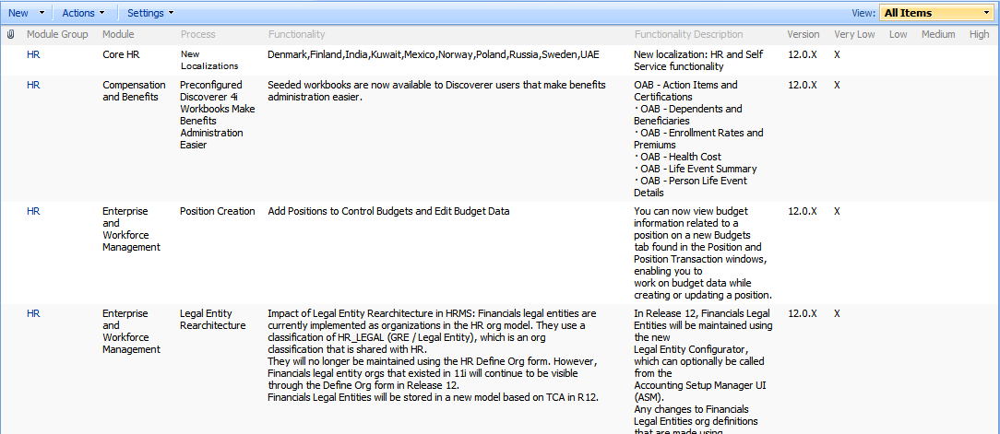 New Actions Settings View: All Items
Module Group Module Process Functionality Functionality Description Version Very Low Low Medium High
HR Core HR New Localizations Denmark,Finland,India,Kuwait,Mexico,Norway,Poland,Russia,Sweden,UAE New localization: HR and Self Service functionality 12.0.X X
HR
Compensation
and Benefits
Preconfigured
Discoverer 4i
Workbooks Make
Benefits
Administration
Easier
Seeded workbooks are now available to Discoverer users that make benefits
administration easier.
OAB - Action Items and
Certifications
· OAB - Dependents and
Beneficiaries
· OAB - Enrollment Rates and
Premiums
· OAB - Health Cost
· OAB - Life Event Summary
· OAB - Person Life Event
Details
12.0.X X
HR
Enterprise
and
Workforce
Management
Position Creation
Add Positions to Control Budgets and Edit Budget Data
You can now view budget
information related to a
position on a new Budgets
tab found in the Position and
Position Transaction windows,
enabling you to
work on budget data while
creating or updating a position.
12.0.X X
HR
Enterprise
and
Workforce
Management
Legal Entity
Rearchitecture
Impact of Legal Entity Rearchitecture in HRMS: Financials legal entities are
currently implemented as organizations in the HR org model. They use a
classification of HR_LEGAL (GRE / Legal Entity), which is an org
classification that is shared with HR.
They will no longer be maintained using the HR Define Org form. However,
Financials legal entity orgs that existed in 11i will continue to be visible
through the Define Org form in Release 12.
Financials Legal Entities will be stored in a new model based on TCA in R12.
In Release 12, Financials Legal
Entities will be maintained using
the new
Legal Entity Configurator,
which can optionally be called
from the
Accounting Setup Manager UI
(ASM).
Any changes to Financials
Legal Entities org definitions
that are made using
12.0.X X